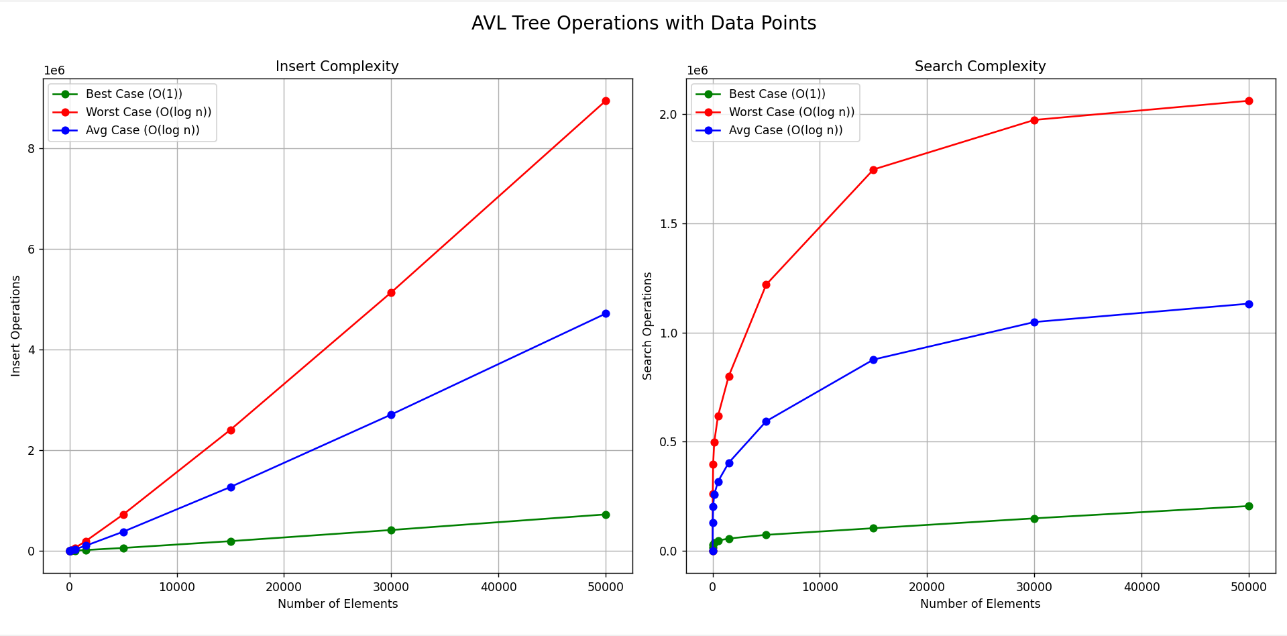 AVL Tree Operations with Data Points
Insert Complexity
1e6
Best Case (O(1))
Worst Case (O(log n))
Avg Case (O(log n))
8
6
4
2
0
Insert Operations
0 10000 20000 30000 40000 50000
Number of Elements
Search Complexity
1e6
Best Case (O(1))
Worst Case (O(log n))
Avg Case (O(log n))
2.0
1.5
1.0
0.5
0.0
Search Operations
0 10000 20000 30000 40000 50000
Number of Elements